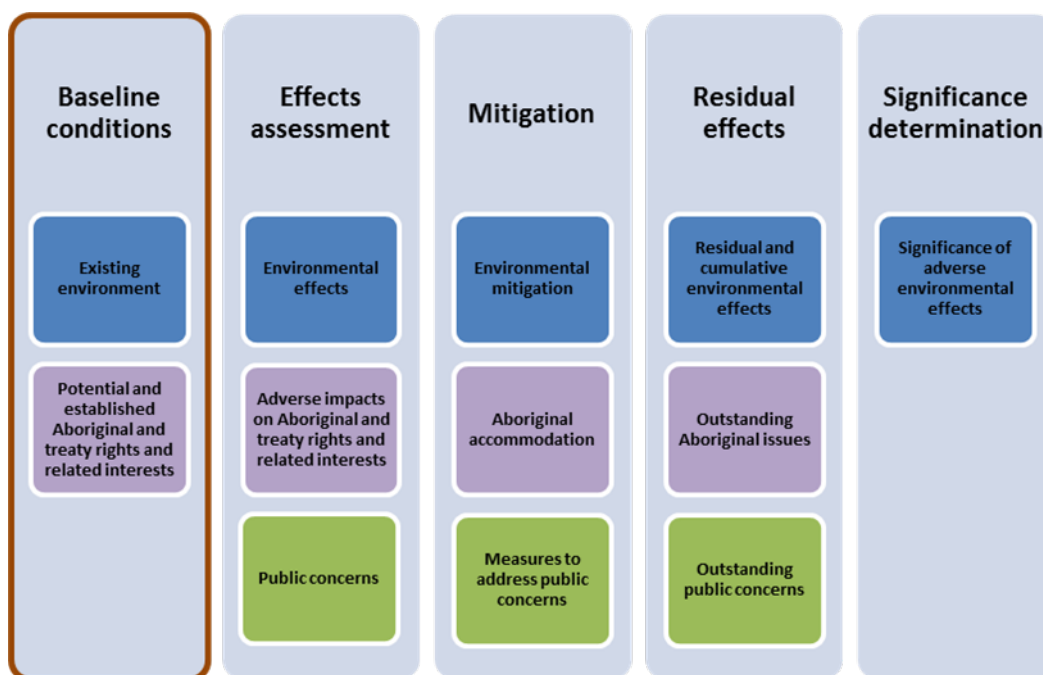 Baseline
conditions
Existing
environment
Potential and
established
Aboriginal and
treaty rights and
related interests
Effects
assessment
Environmental
effects
Adverse impacts
on Aboriginal and
treaty rights and
related interests
Public concerns
Mitigation
Environmental
mitigation
Aboriginal
accommodation
Measures to
address public
concerns
Residual
effects
Residual and
cumulative
environmental
effects
Outstanding
Aboriginal issues
Outstanding
public concerns
Significance
determination
Significance of
adverse
environmental
effects